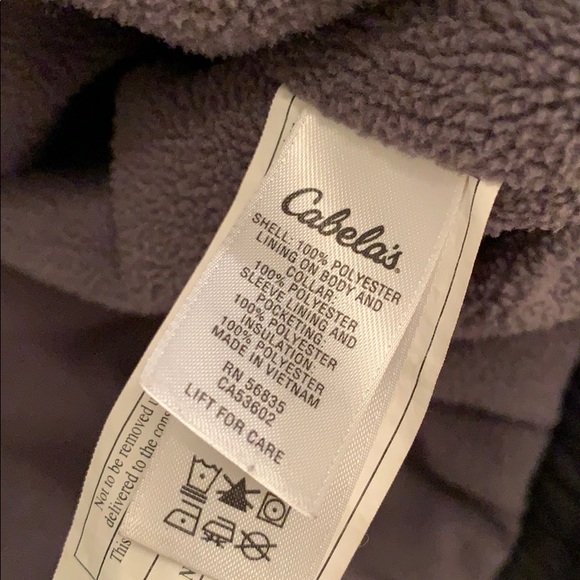 Cabela's
SHELL: 100% POLYESTER
LINING ON BODY AND
COLLAR:
100% POLYESTER
SLEEVE LINING AND
POCKETING:
100% POLYESTER,
INSULATION:
100% POLYESTER
MADE IN VIETNAM
RN 56835
CA53602
LIFT FOR CARE
Not to be removed
delivered to the cons
This